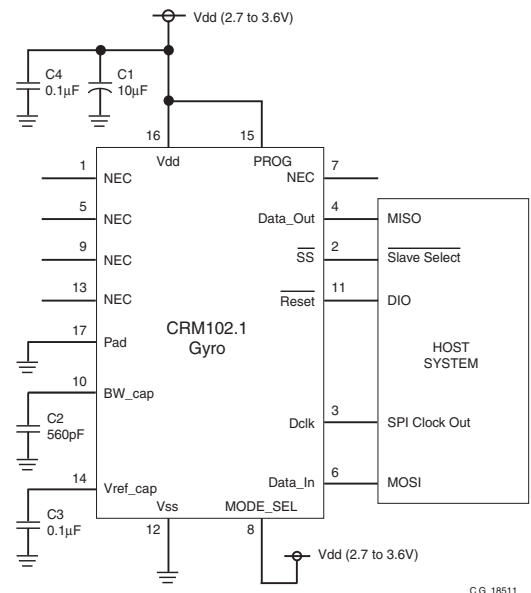 Vdd (2.7 to 3.6V)
C4
0.1μF
C1
10μF
16
15
Vdd
PROG
1
NEC
NEC
7
5
NEC
Data_Out
4
MISO
9
NEC
SS
2
Slave Select
13
NEC
Reset
11
DIO
17
Pad
CRM102.1
Gyro
HOST
SYSTEM
10
BW_cap
C2
560pF
Dclk
3
SPI Clock Out
14
Vref_cap
Data_In
6
MOSI
C3
0.1μF
Vss
MODE_SEL
12
8
Vdd (2.7 to 3.6V)
C.G. 18511